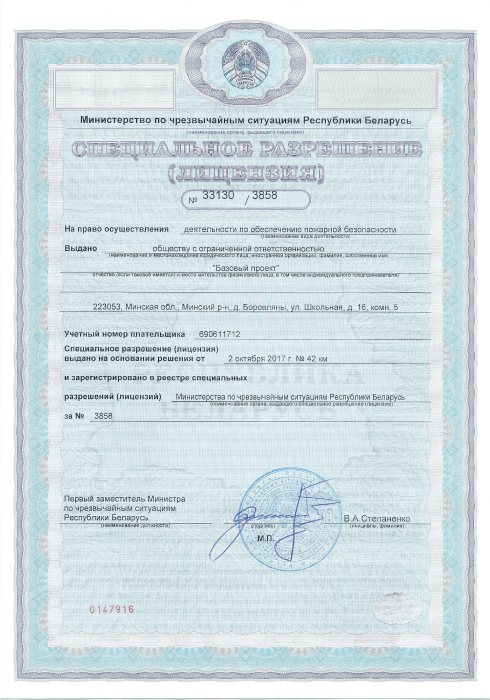 Министерство по чрезвычайным ситуациям Республики Беларусь
(наименование органа, выдавшего лицензию)
СПЕЦИАЛЬНОЕ РАЗРЕШЕНИЕ
(ЛИЦЕНЗИЯ)
№ 33130 / 3858
На право осуществления деятельности по обеспечению пожарной безопасности
(наименование вида деятельности)
Выдано обществу с ограниченной ответственностью
(наименование и местонахождение юридического лица, иностранной организации, фамилия, собственное имя,
"Базовый проект"
отчество (если таковое имеется) и место жительства физического лица, в том числе индивидуального предпринимателя)
223053, Минская обл., Минский р-н, д. Боровляны, ул. Школьная, д. 16, комн. 5
Учетный номер плательщика 690611712
Специальное разрешение (лицензия)
выдано на основании решения от 2 октября 2017 г. № 42 км
и зарегистрировано в реестре специальных
разрешений (лицензий) Министерства по чрезвычайным ситуациям Республики Беларусь
(наименование органа, выдавшего специальное разрешение (лицензию)
за № 3858
Первый заместитель Министра
по чрезвычайным ситуациям
Республики Беларусь
(наименование должности)
(подпись)
В.А.Степаненко
(инициалы, фамилия)
М.П.
0147916